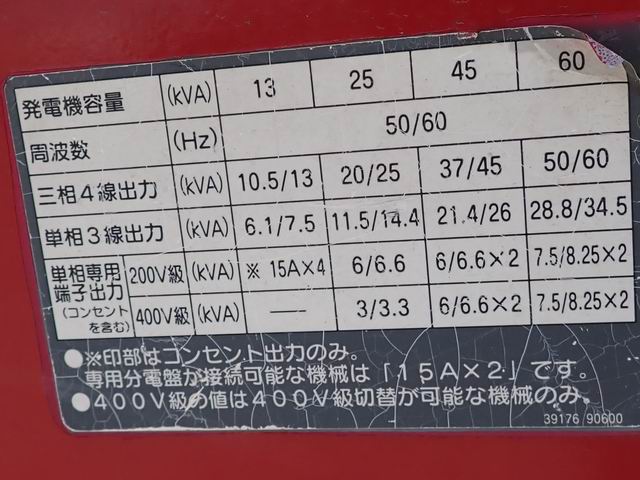 発電機容量 (kVA) 13 25 45 60
周波数 (Hz) 50/60
三相4線出力 (kVA) 10.5/13 20/25 37/45 50/60
単相3線出力 (kVA) 6.1/7.5 11.5/14.4 21.4/26 28.8/34.5
単相専用端子出力(コンセントを含む) 200V級 (kVA) ※ 15A×4 6/6.6 6/6.6×2 7.5/8.25×2
400V級 (kVA) —— 3/3.3 6/6.6×2 7.5/8.25×2
●※印部はコンセント出力のみ。
専用分電盤が接続可能な機械は「15A×2」です。
●400V級の値は400V級切替が可能な機械のみ。
39176 90600